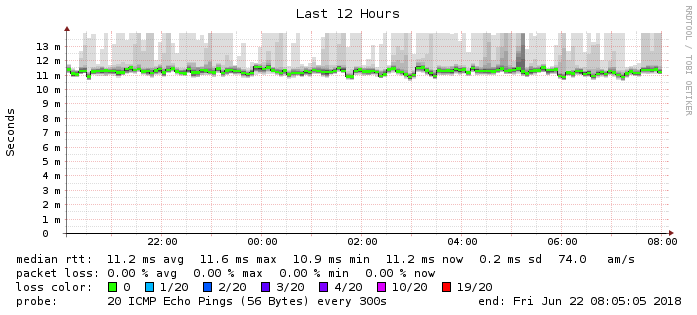 Last 12 Hours
RRDTOOL / TOBI OETIKER
Seconds
13 m
12 m
11 m
10 m
9 m
8 m
7 m
6 m
5 m
4 m
3 m
2 m
1 m
0
22:00 00:00 02:00 04:00 06:00 08:00
median rtt: 11.2 ms avg 11.6 ms max 10.9 ms min 11.2 ms now 0.2 ms sd 74.0 am/s
packet loss: 0.00 % avg 0.00 % max 0.00 % min 0.00 % now
loss color: 0 1/20 2/20 3/20 4/20 10/20 19/20
probe: 20 ICMP Echo Pings (56 Bytes) every 300s end: Fri Jun 22 08:05:05 2018